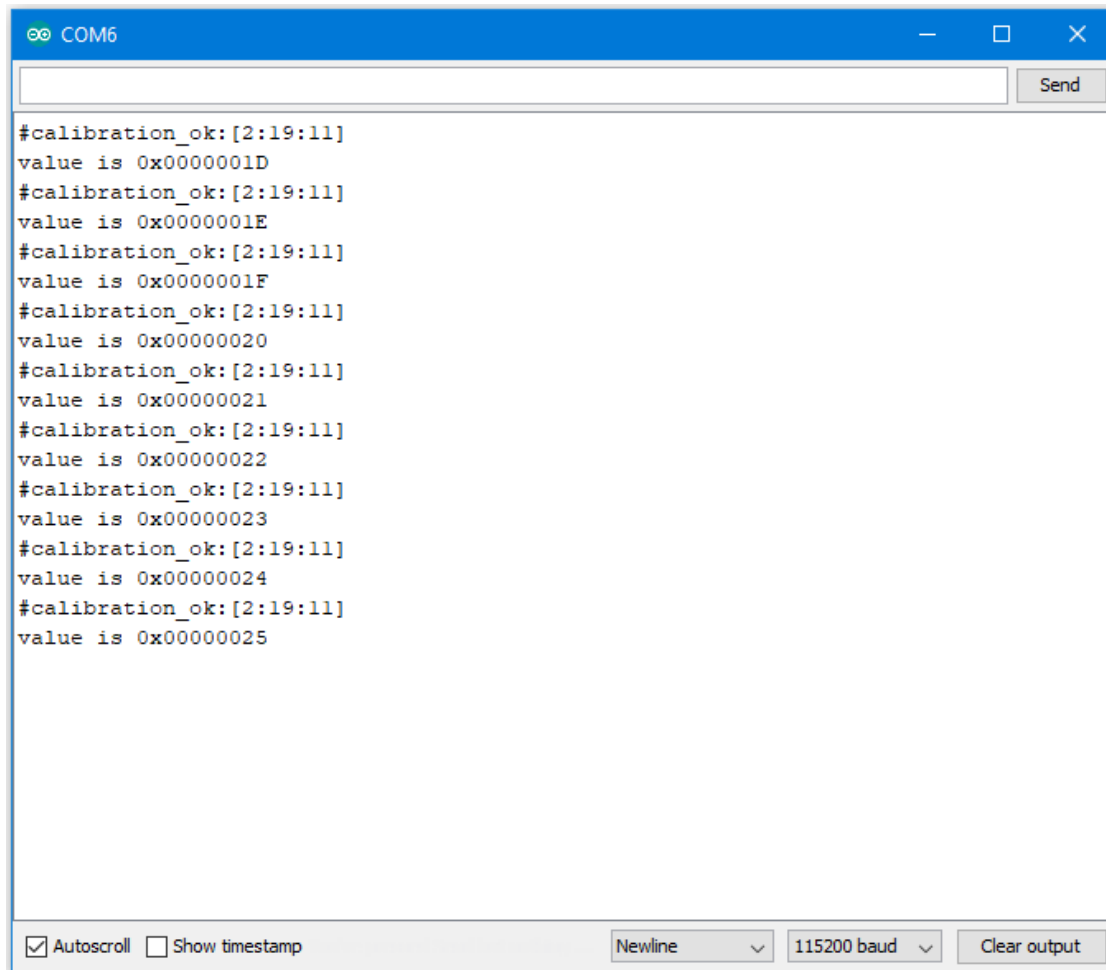 COM6
Send
#calibration_ok:[2:19:11]
value is 0x0000001D
#calibration_ok:[2:19:11]
value is 0x0000001E
#calibration_ok:[2:19:11]
value is 0x0000001F
#calibration_ok:[2:19:11]
value is 0x00000020
#calibration_ok:[2:19:11]
value is 0x00000021
#calibration_ok:[2:19:11]
value is 0x00000022
#calibration_ok:[2:19:11]
value is 0x00000023
#calibration_ok:[2:19:11]
value is 0x00000024
#calibration_ok:[2:19:11]
value is 0x00000025
Autoscroll Show timestamp Newline 115200 baud Clear output